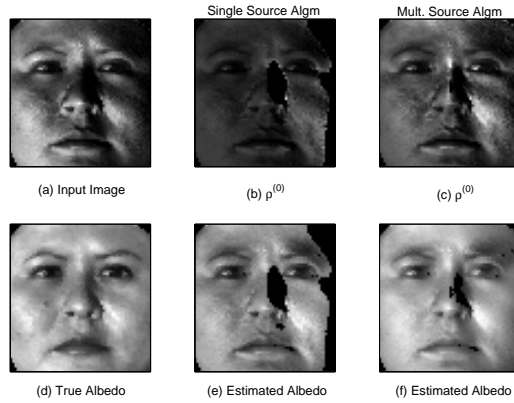 Single Source Algm
Mult. Source Algm
(a) Input Image
(b) ρ⁽⁰⁾
(c) ρ⁽⁰⁾
(d) True Albedo
(e) Estimated Albedo
(f) Estimated Albedo